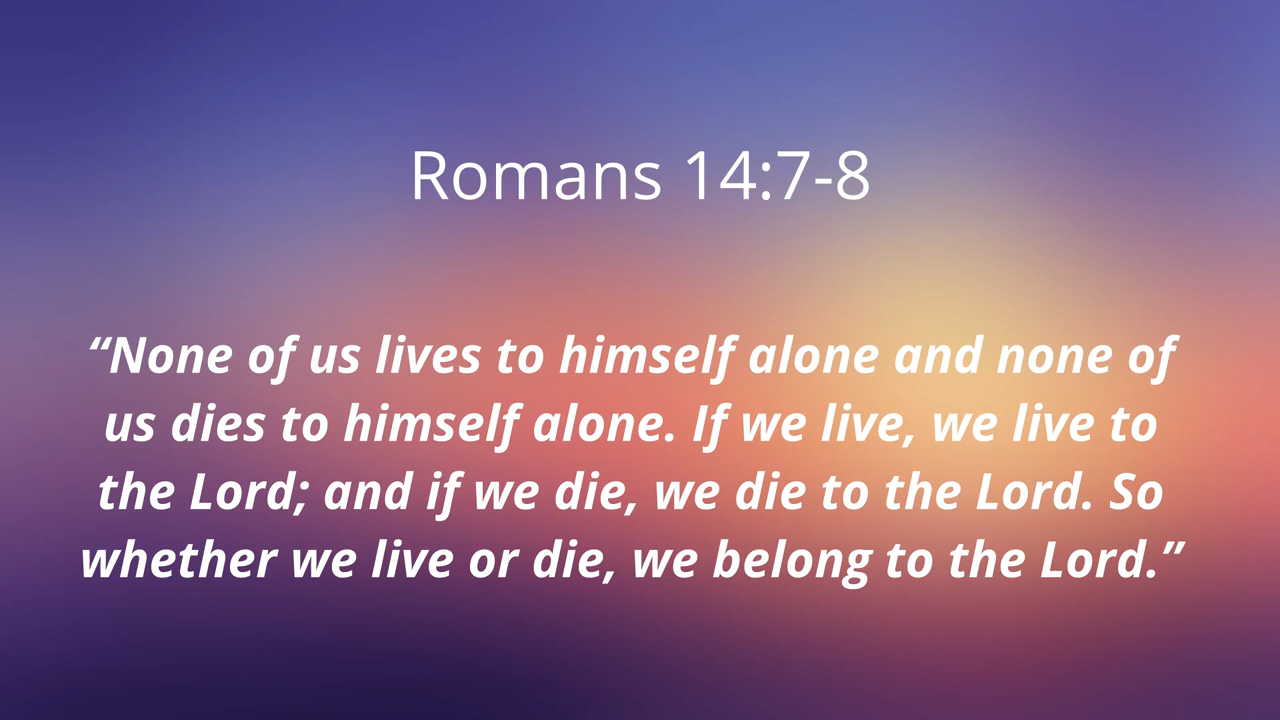 Romans 14:7-8
“None of us lives to himself alone and none of
us dies to himself alone. If we live, we live to
the Lord; and if we die, we die to the Lord. So
whether we live or die, we belong to the Lord.”